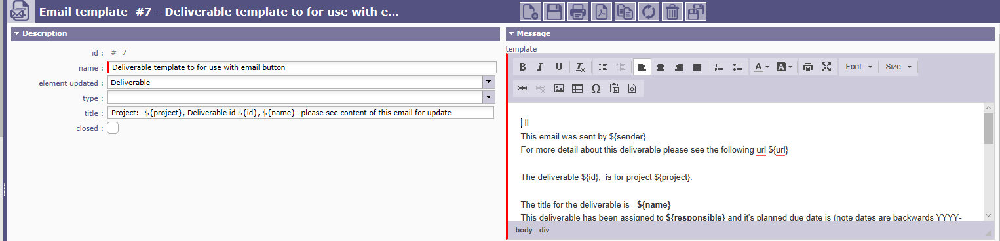 Email template #7 - Deliverable template to for use with e...
Description
id : # 7
name : Deliverable template to for use with email button
element updated : Deliverable
type :
title : Project:- ${project}, Deliverable id ${id}, ${name} -please see content of this email for update
closed :
Message
template
B I U Tx A A Font Size
Ω W
Hi
This email was sent by ${sender}
For more detail about this deliverable please see the following url ${url}
The deliverable ${id},  is for project ${project}.
The title for the deliverable is - ${name}
This deliverable has been assigned to ${responsible} and it's planned due date is (note dates are backwards YYYY-
body div